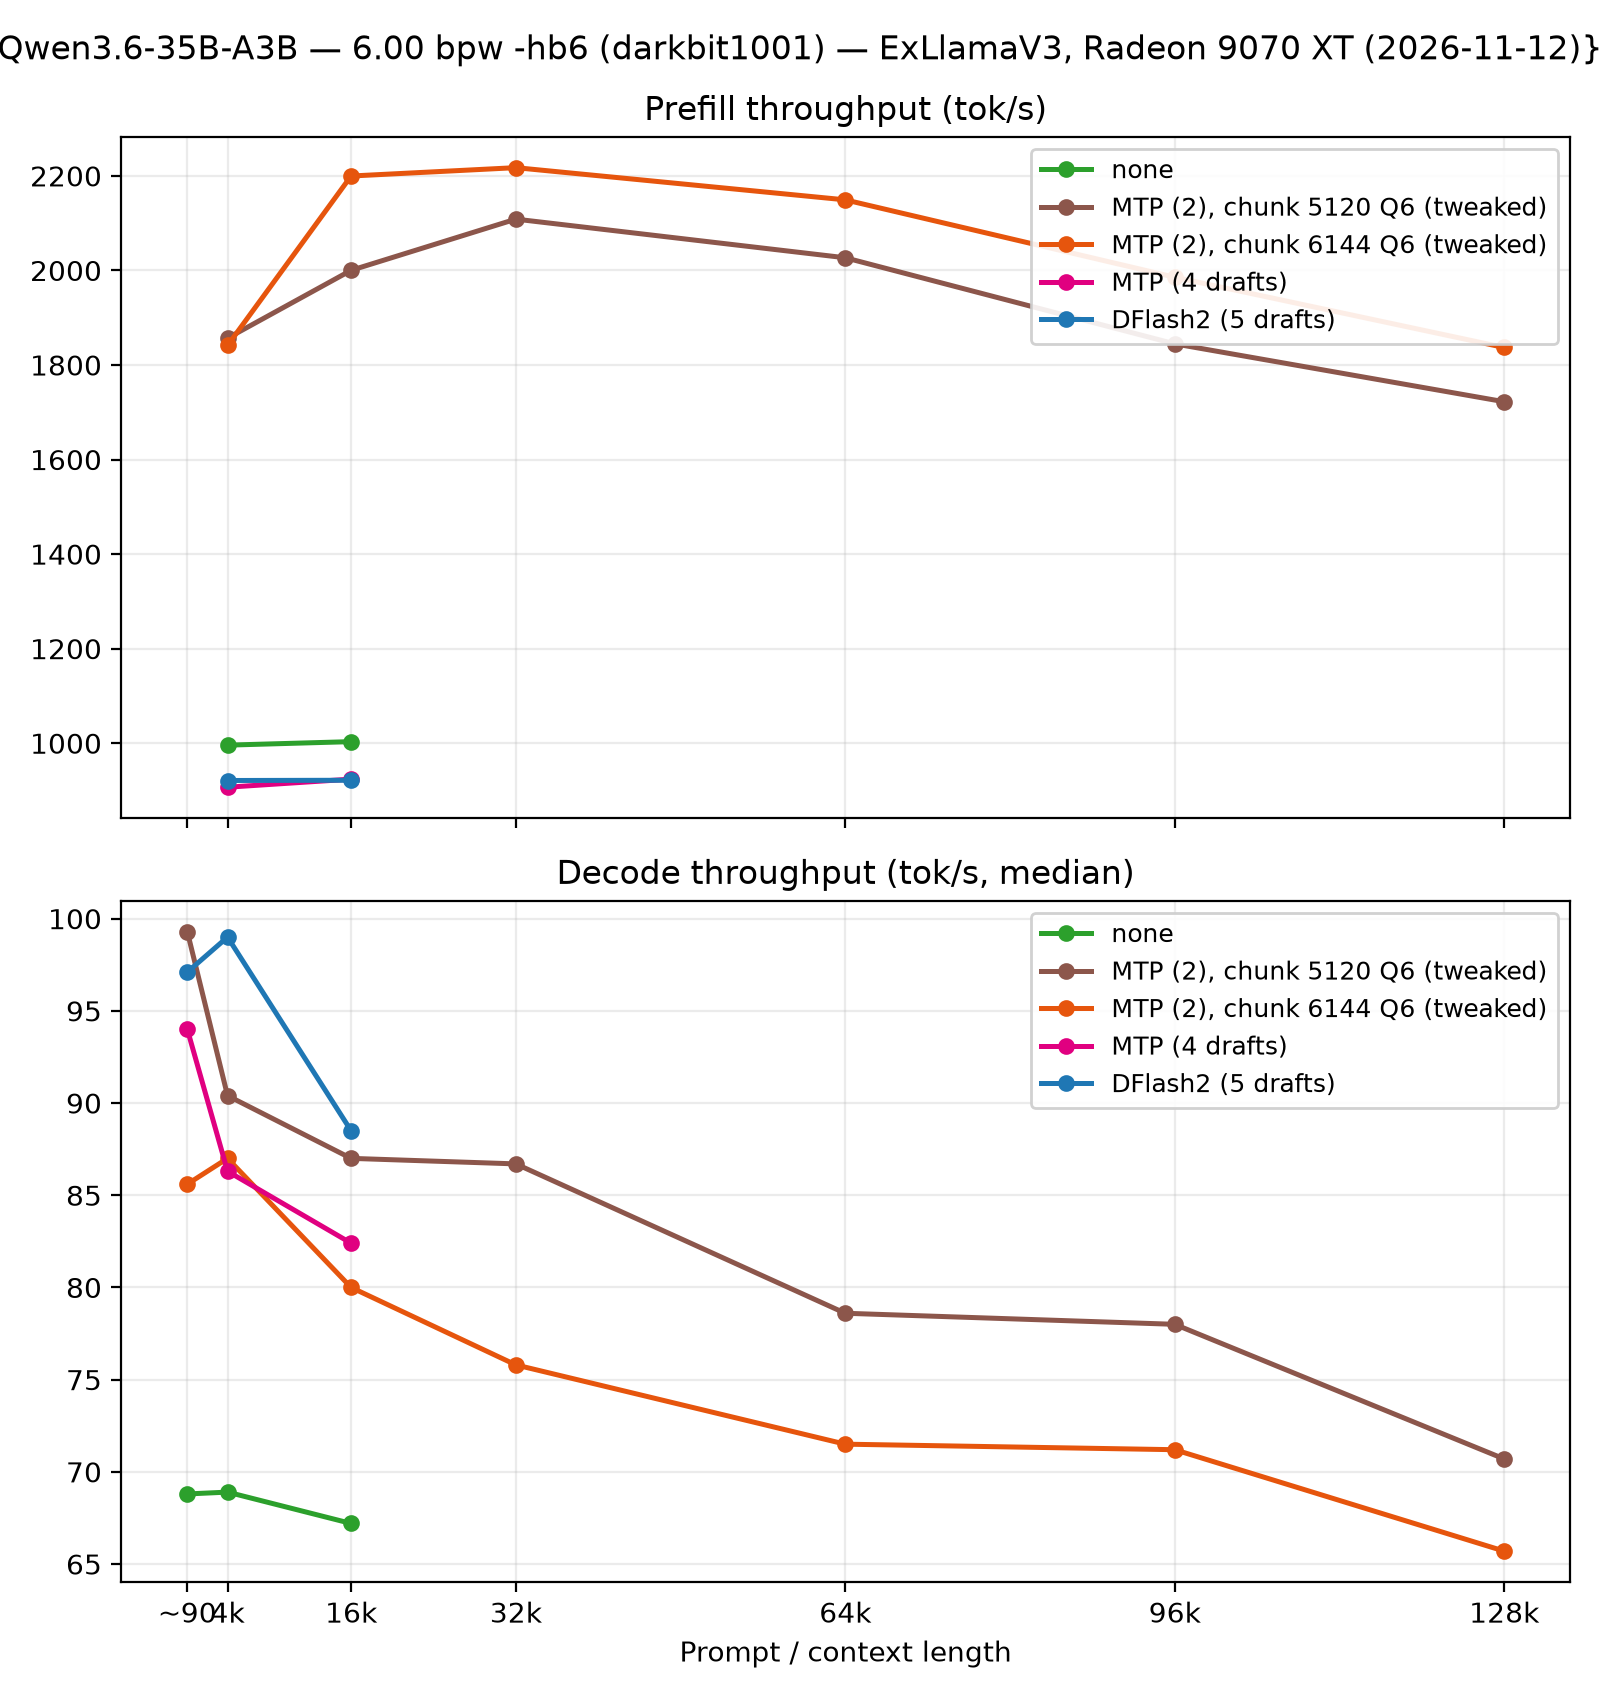 Qwen3.6-35B-A3B — 6.00 bpw -hb6 (darkbit1001) — ExLlamaV3, Radeon 9070 XT (2026-11-12)}
Prefill throughput (tok/s)
2200
2000
1800
1600
1400
1200
1000
none
MTP (2), chunk 5120 Q6 (tweaked)
MTP (2), chunk 6144 Q6 (tweaked)
MTP (4 drafts)
DFlash2 (5 drafts)
Decode throughput (tok/s, median)
100
95
90
85
80
75
70
65
none
MTP (2), chunk 5120 Q6 (tweaked)
MTP (2), chunk 6144 Q6 (tweaked)
MTP (4 drafts)
DFlash2 (5 drafts)
~90 4k 16k 32k 64k 96k 128k
Prompt / context length